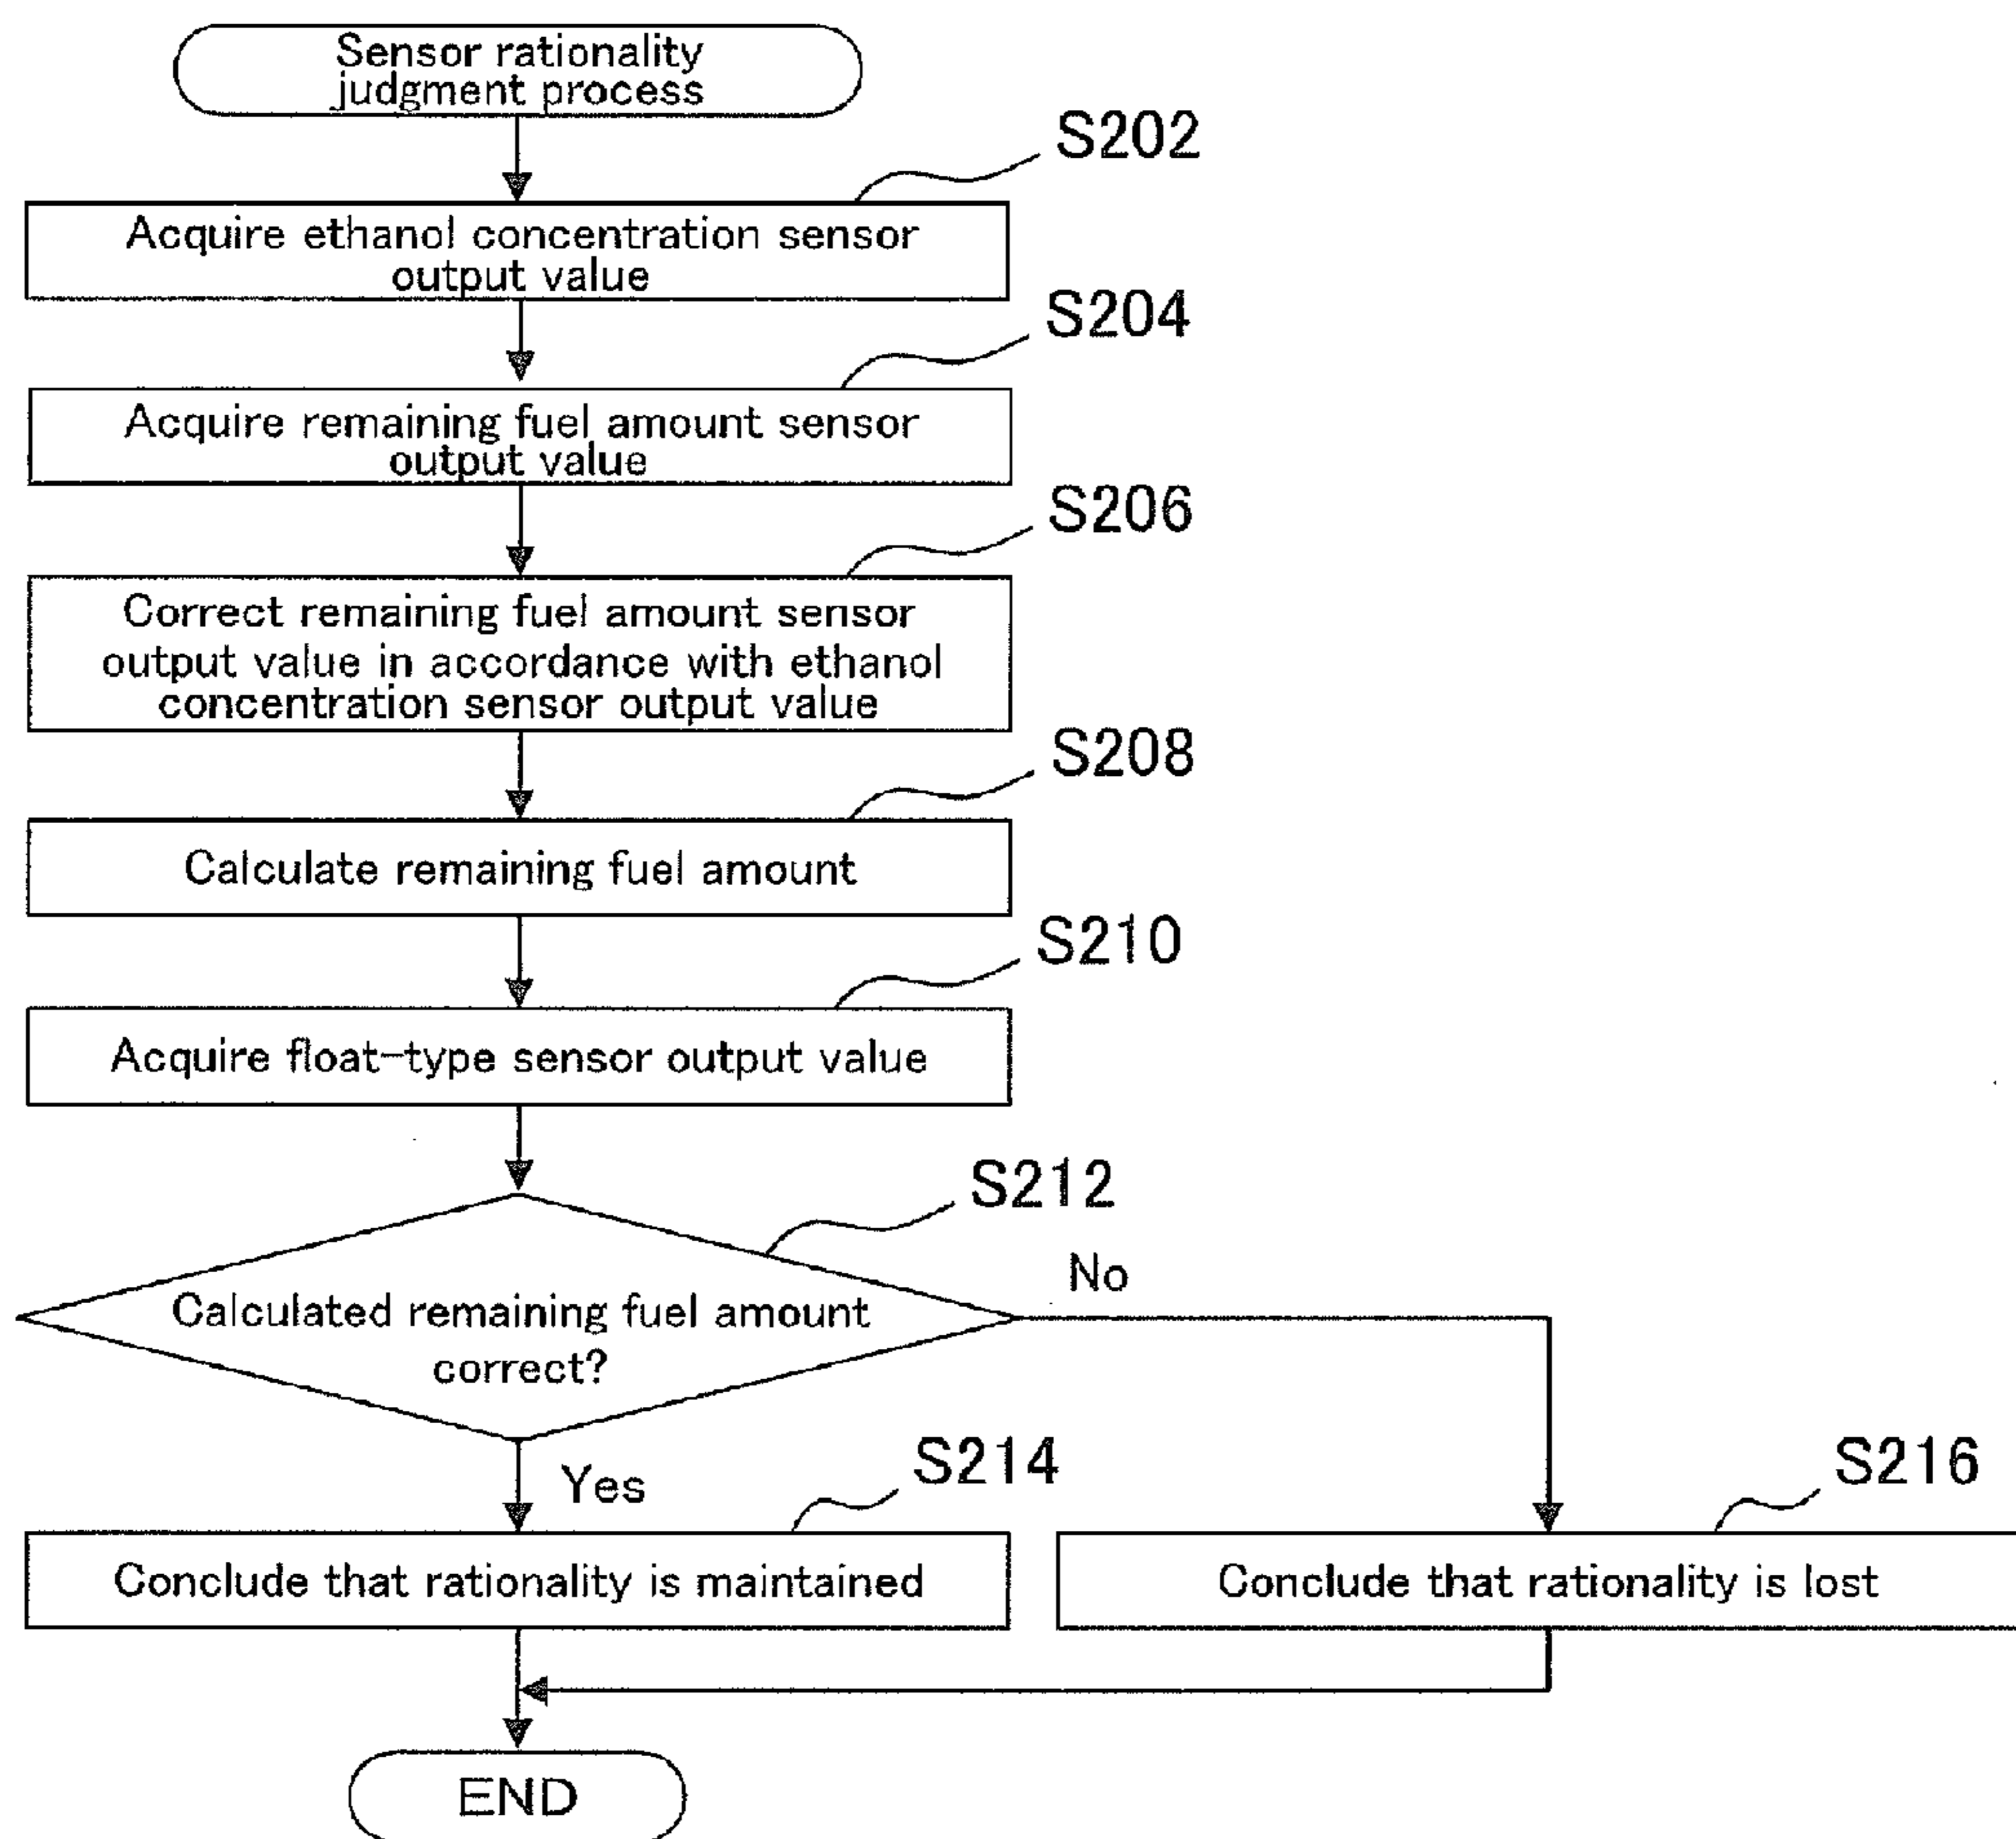 Sensor rationality
judgment process
S202
Acquire ethanol concentration sensor
output value
S204
Acquire remaining fuel amount sensor
output value
S206
Correct remaining fuel amount sensor
output value in accordance with ethanol
concentration sensor output value
S208
Calculate remaining fuel amount
S210
Acquire float-type sensor output value
S212
Calculated remaining fuel amount
correct?
No
Yes
S214
Conclude that rationality is maintained
S216
Conclude that rationality is lost
END